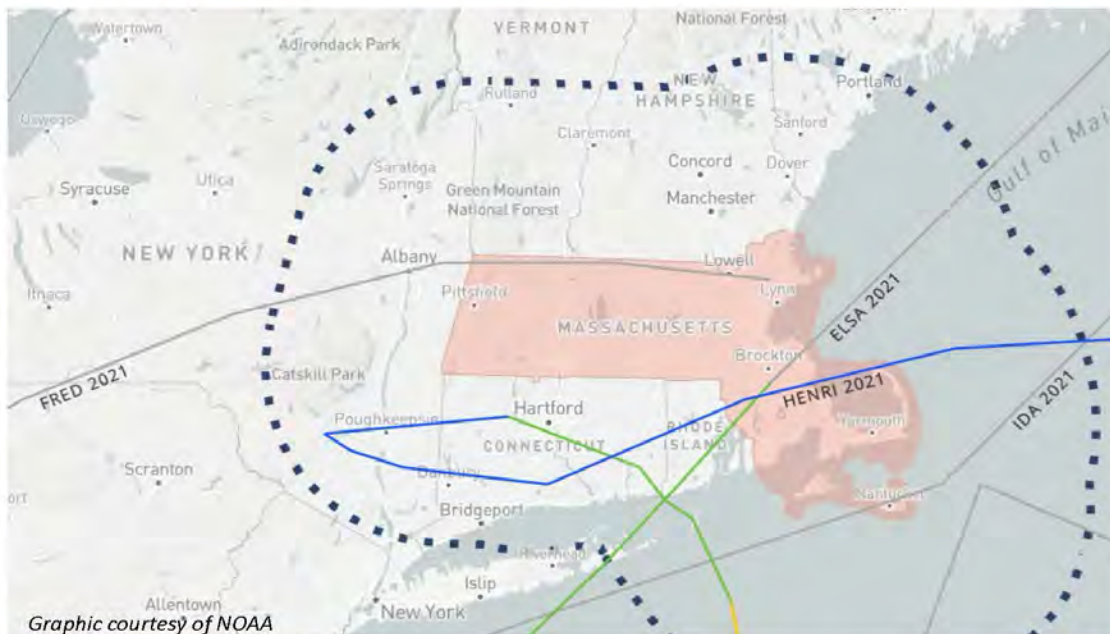 VERMONT
National Forest
Watertown
Adirondack Park
Portland
Rutland
NEW
HAMPSHIRE
Oswego
Sanford
Claremont
Gulf of Mai
Concord
Dover
Saratoga
Springs
Syracuse
Utica
Green Mountain
National Forest
Manchester
NEW YORK
Albany
Lowell
Ithaca
Pittsfield
Lynn
MASSACHUSETTS
ELSA 2021
Brockton
Catskill Park
FRED 2021
HENRI 2021
IDA 2021
Poughkeepsie
Hartford
Yarmouth
CONNECTICUT
RHODE
ISLAND
Scranton
Danbury
ort
Nantucket
Bridgeport
Riverhead
Islip
Allentown
New York
Graphic courtesy of NOAA